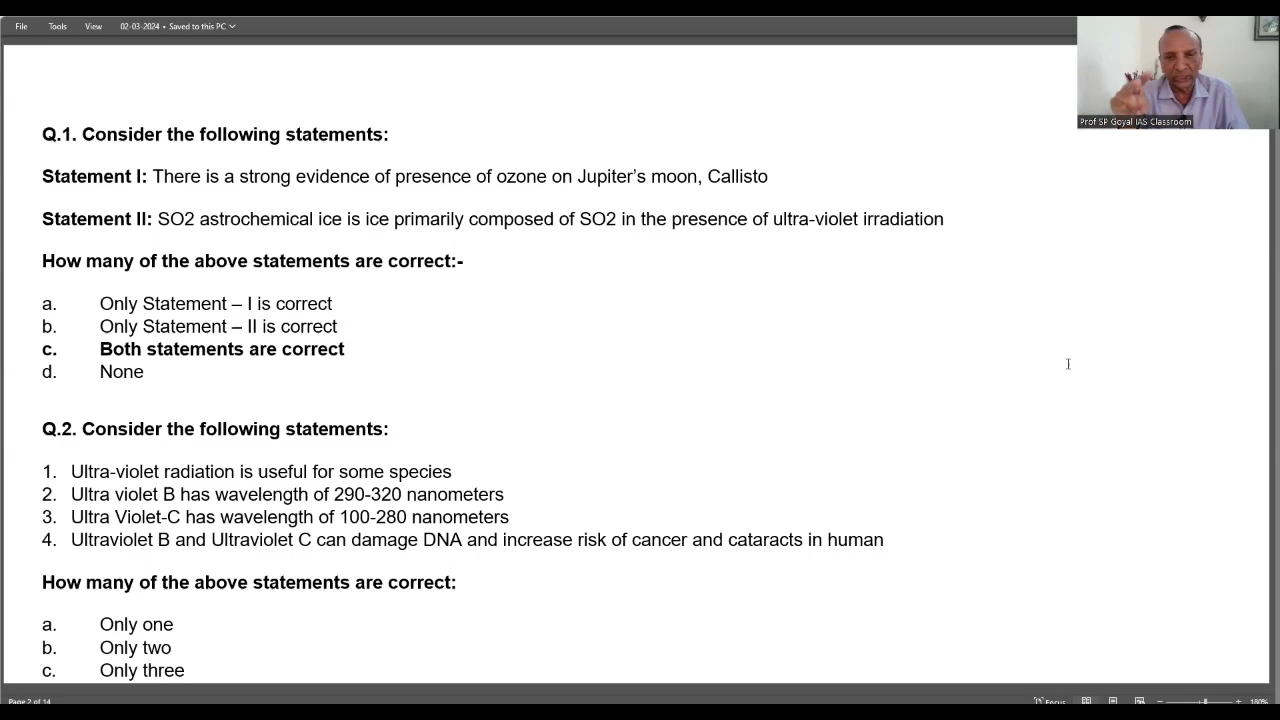 File Tools View 02-03-2024 • Saved to this PC
Prof SP Goyal IAS Classroom
Q.1. Consider the following statements:
Statement I: There is a strong evidence of presence of ozone on Jupiter's moon, Callisto
Statement II: SO2 astrochemical ice is ice primarily composed of SO2 in the presence of ultra-violet irradiation
How many of the above statements are correct:-
a. Only Statement – I is correct
b. Only Statement – II is correct
c. Both statements are correct
d. None
Q.2. Consider the following statements:
1. Ultra-violet radiation is useful for some species
2. Ultra violet B has wavelength of 290-320 nanometers
3. Ultra Violet-C has wavelength of 100-280 nanometers
4. Ultraviolet B and Ultraviolet C can damage DNA and increase risk of cancer and cataracts in human
How many of the above statements are correct:
a. Only one
b. Only two
c. Only three
Page 2 of 14 Focus 180%